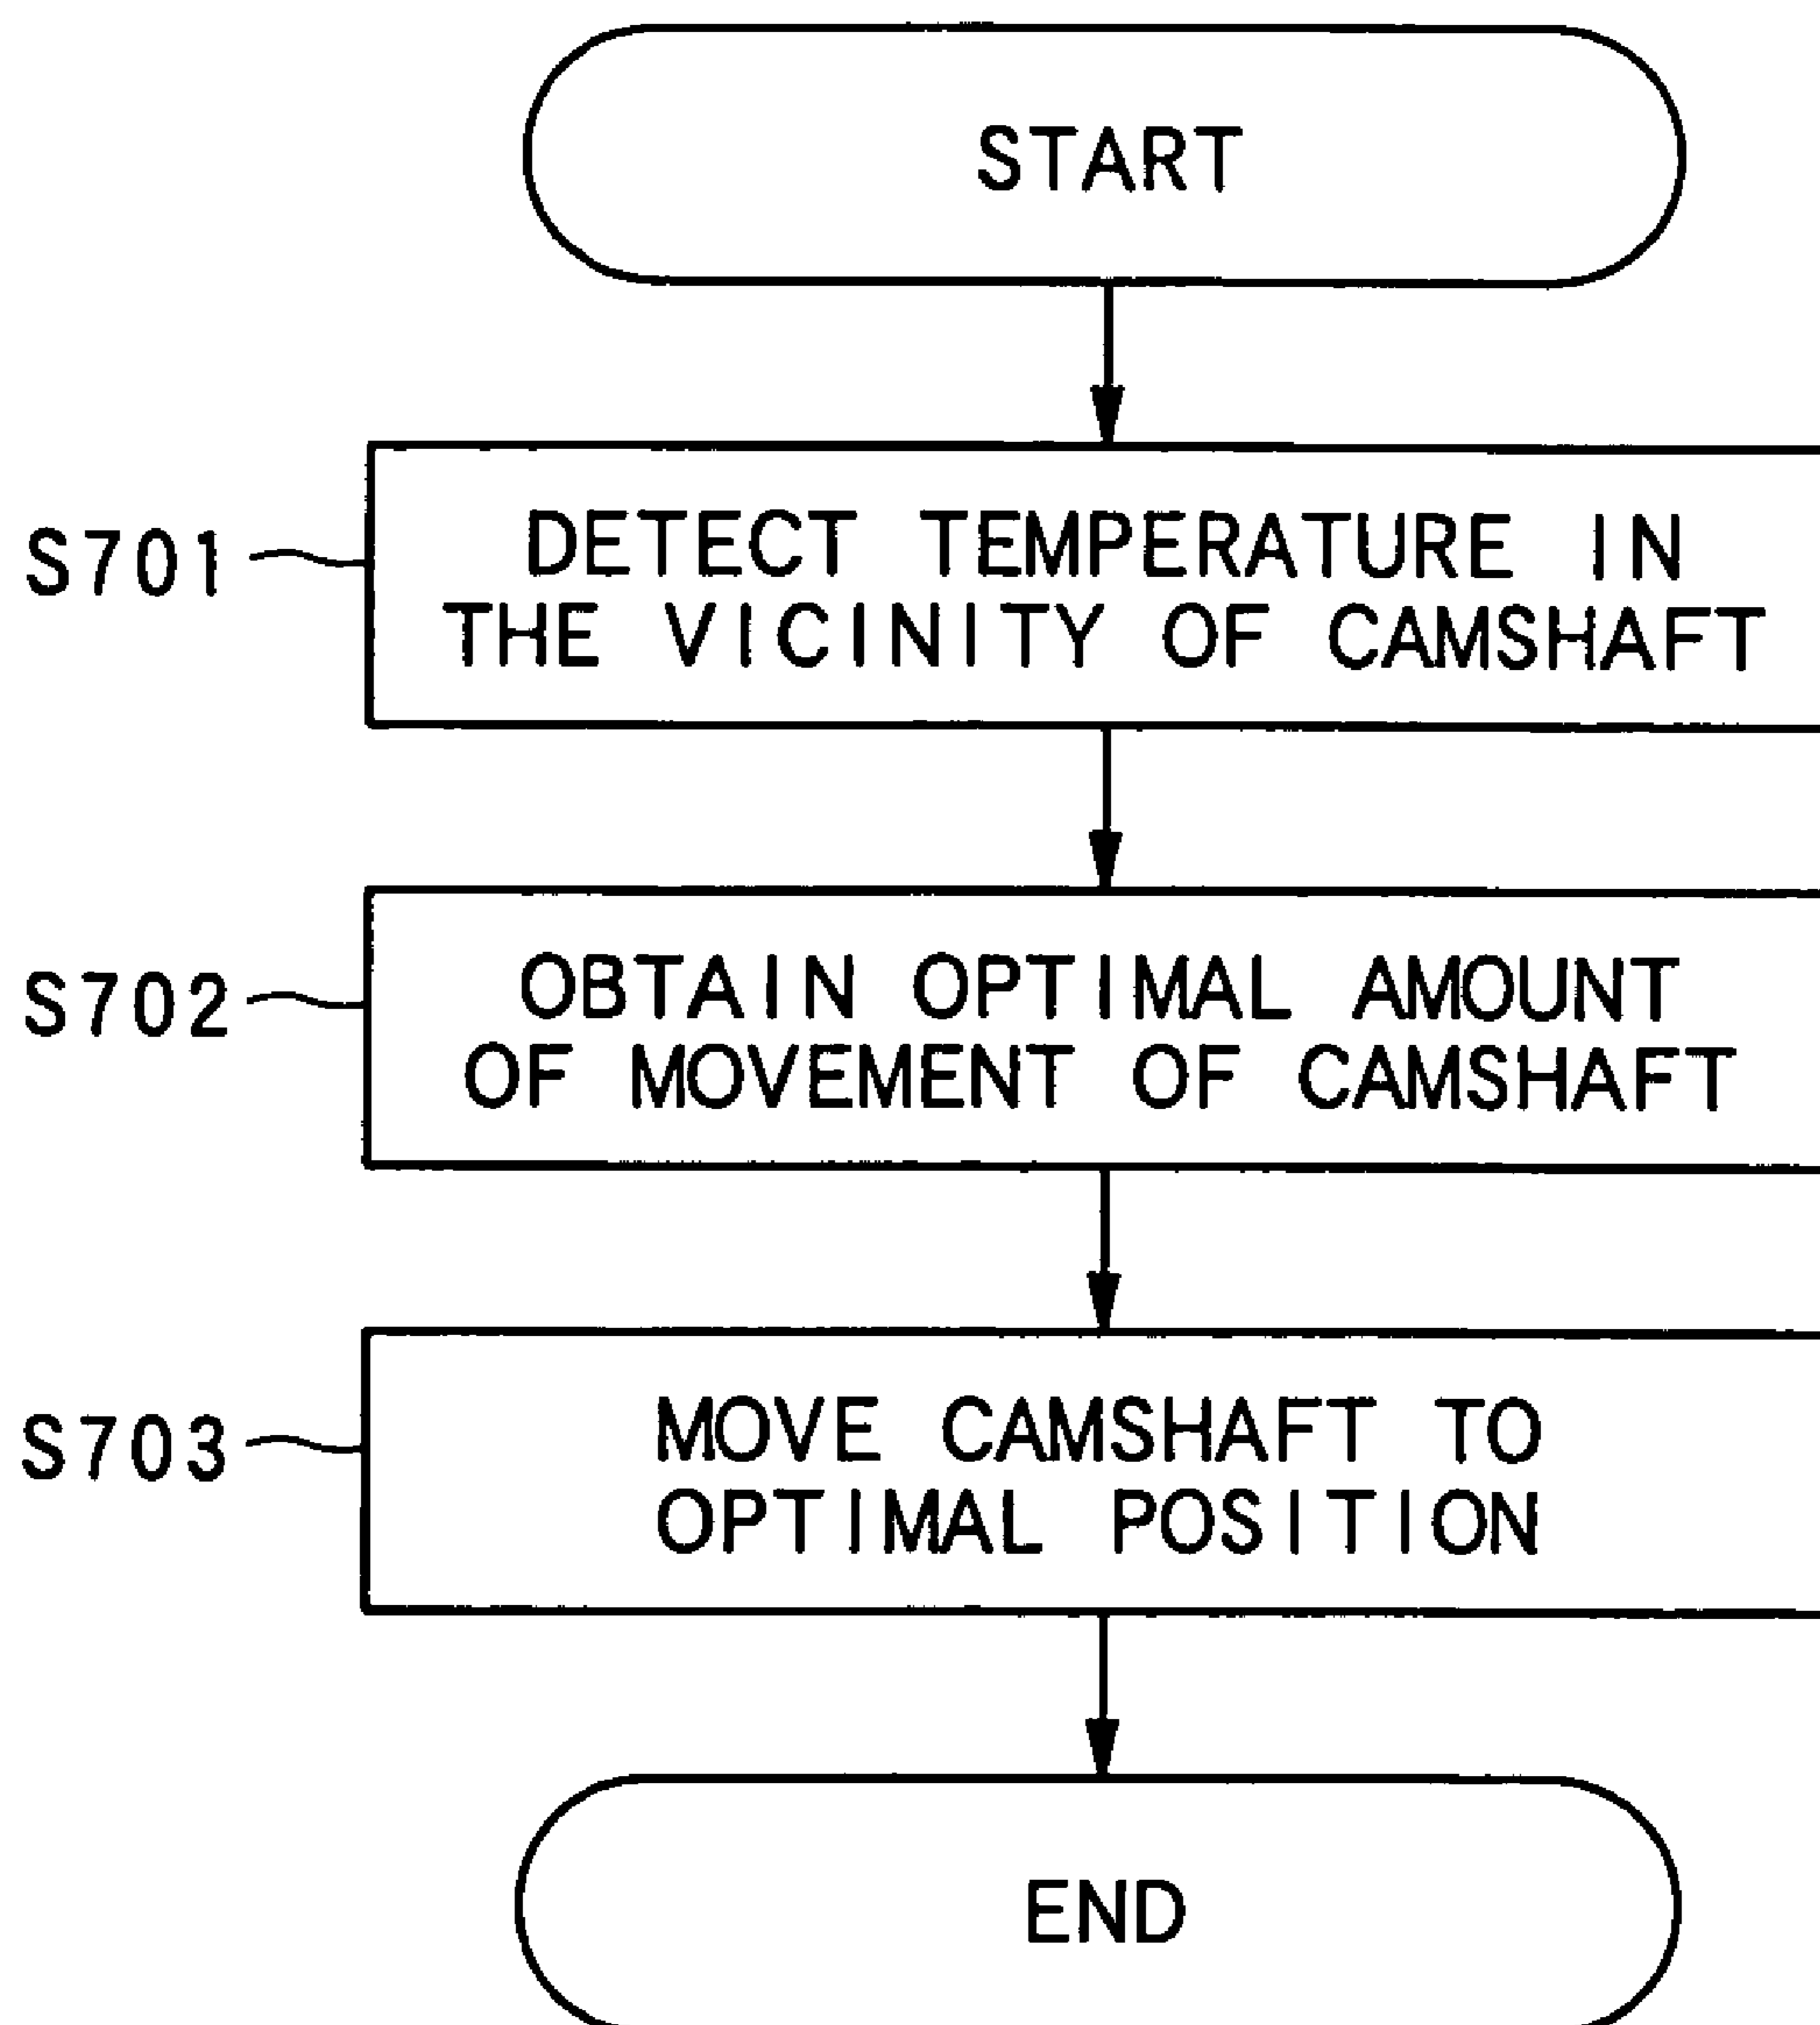 START
S701
DETECT TEMPERATURE IN
THE VICINITY OF CAMSHAFT
S702
OBTAIN OPTIMAL AMOUNT
OF MOVEMENT OF CAMSHAFT
S703
MOVE CAMSHAFT TO
OPTIMAL POSITION
END